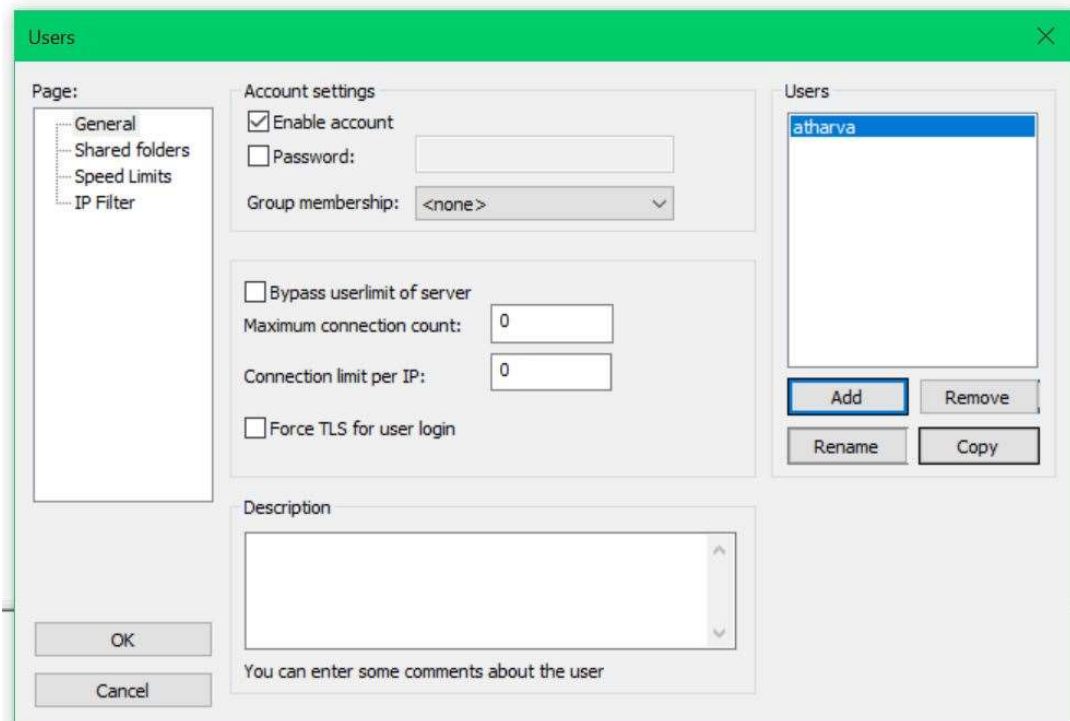 Users
Page:
General
Shared folders
Speed Limits
IP Filter
OK
Cancel
Account settings
Enable account
Password:
Group membership: <none>
Bypass userlimit of server
Maximum connection count: 0
Connection limit per IP: 0
Force TLS for user login
Description
You can enter some comments about the user
Users
atharva
Add Remove
Rename Copy